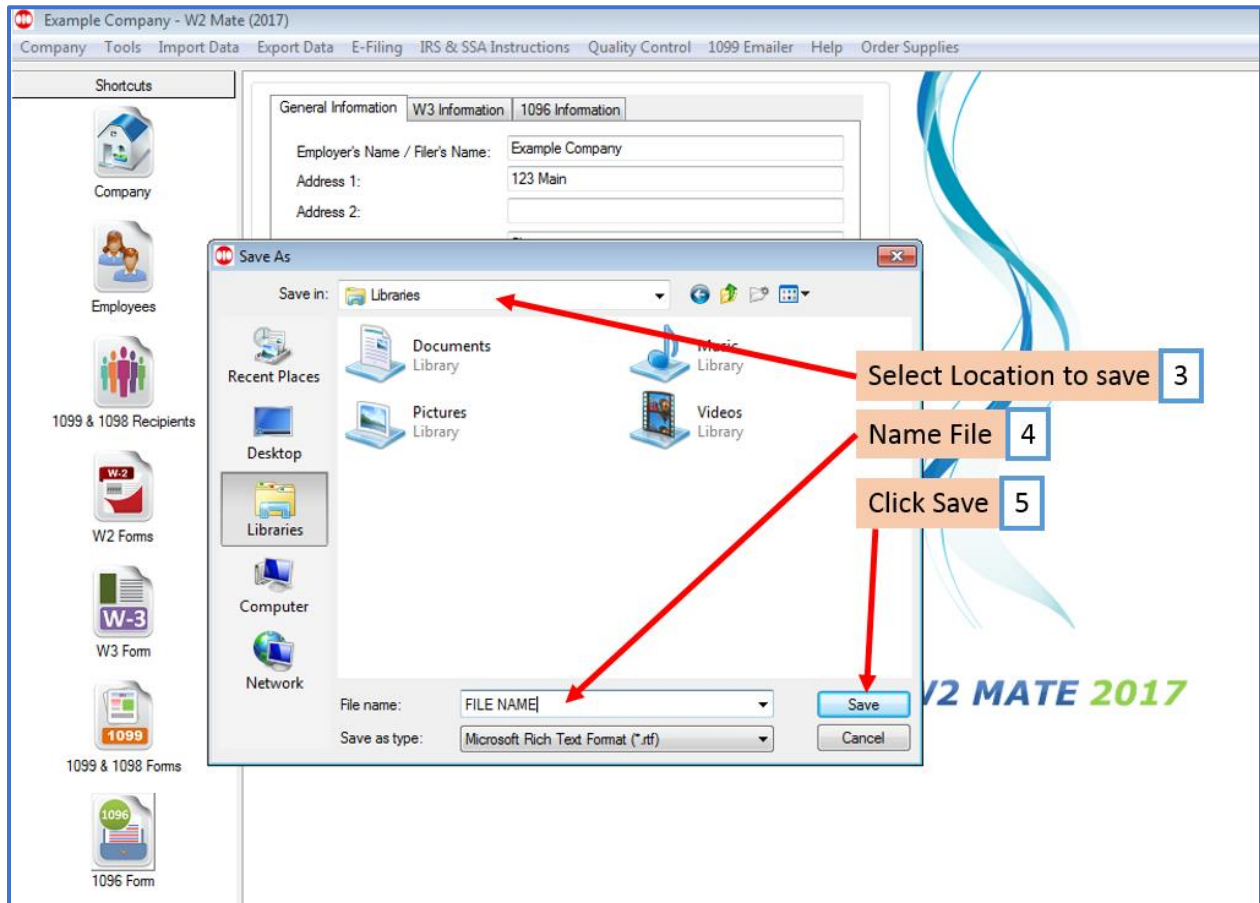 Example Company - W2 Mate (2017)
Company Tools Import Data Export Data E-Filing IRS & SSA Instructions Quality Control 1099 Emailer Help Order Supplies
Shortcuts
Company
Employees
1099 & 1098 Recipients
W-2
W2 Forms
W-3
W3 Form
1099
1099 & 1098 Forms
1096
1096 Form
General Information W3 Information 1096 Information
Employer's Name / Filer's Name: Example Company
Address 1: 123 Main
Address 2:
Save As
Save in: Libraries
Recent Places
Desktop
Libraries
Computer
Network
Documents
Library
Music
Library
Pictures
Library
Videos
Library
File name: FILE NAME
Save as type: Microsoft Rich Text Format (*.rtf)
Save
Cancel
Select Location to save 3
Name File 4
Click Save 5
W2 MATE 2017